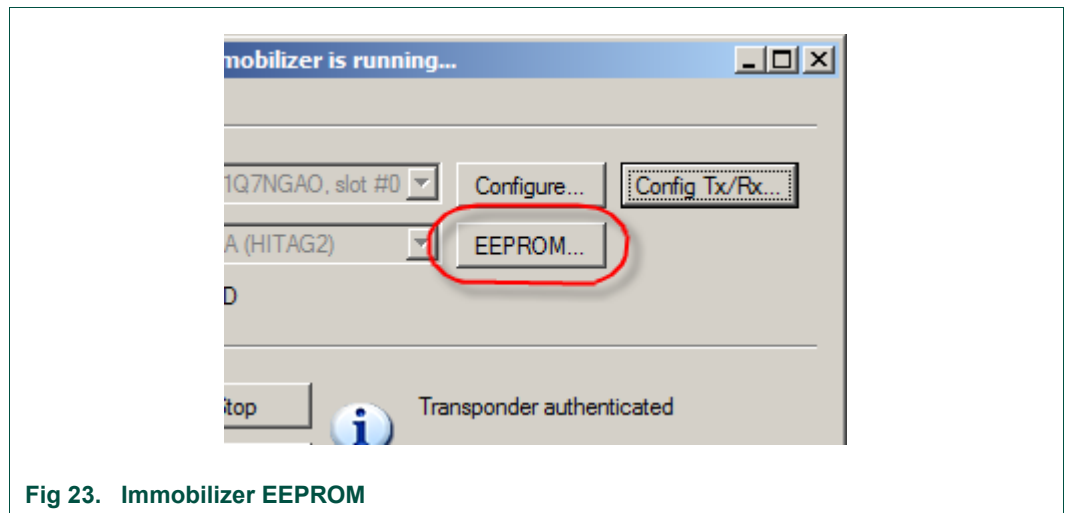 mobilizer is running...
1Q7NGAO, slot #0 Configure... Config Tx/Rx...
A (HITAG2) EEPROM...
D
Stop Transponder authenticated
Fig 23. Immobilizer EEPROM